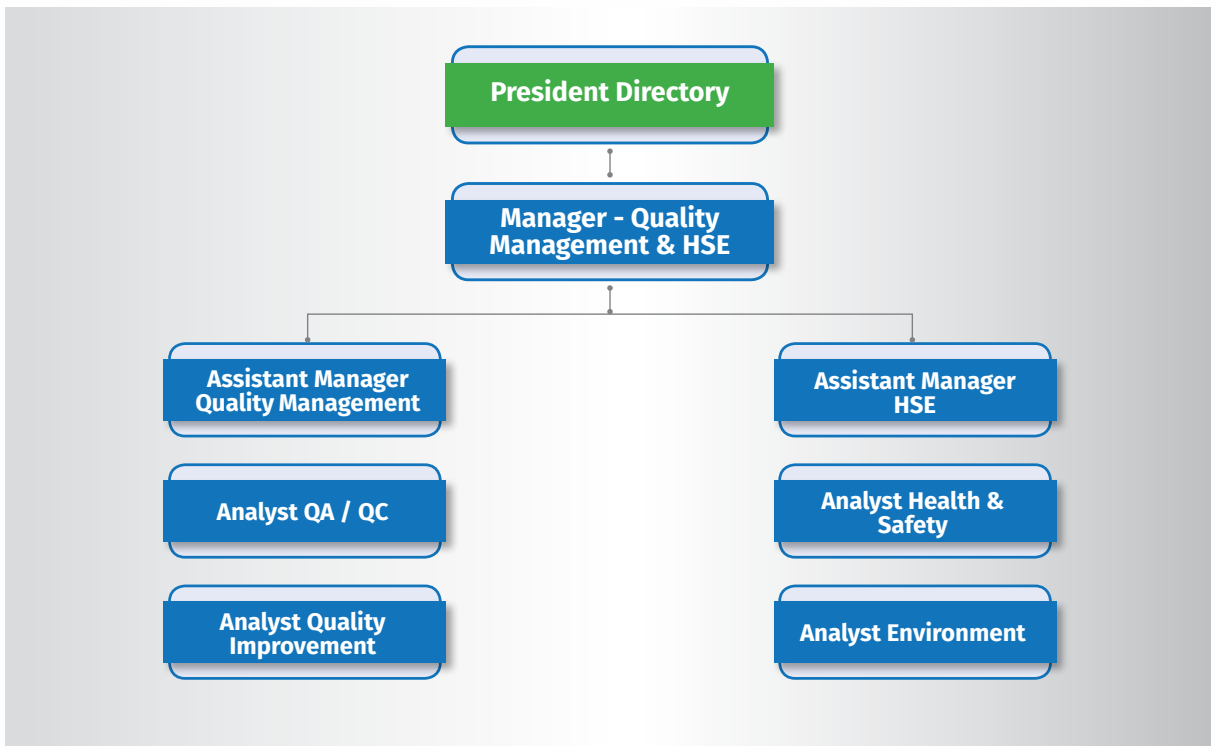 President Directory
Manager - Quality
Management & HSE
Assistant Manager
Quality Management
Assistant Manager
HSE
Analyst QA / QC
Analyst Health &
Safety
Analyst Quality
Improvement
Analyst Environment